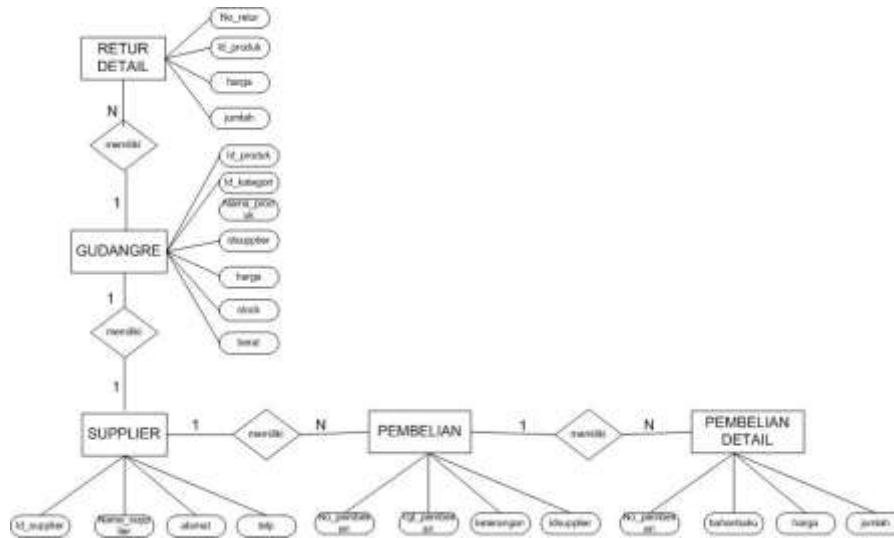 No_retur
RETUR
DETAIL
Id_produk
harga
jumlah
N
memiliki
Id_produk
Id_kategori
1
GUDANGRE
idsupplier
harga
stock
berat
1
memiliki
1
SUPPLIER
1
memiliki
N
PEMBELIAN
1
memiliki
N
PEMBELIAN
DETAIL
Id_supplier
alamat
telp
keterangan
idsupplier
bahanbaku
harga
jumlah